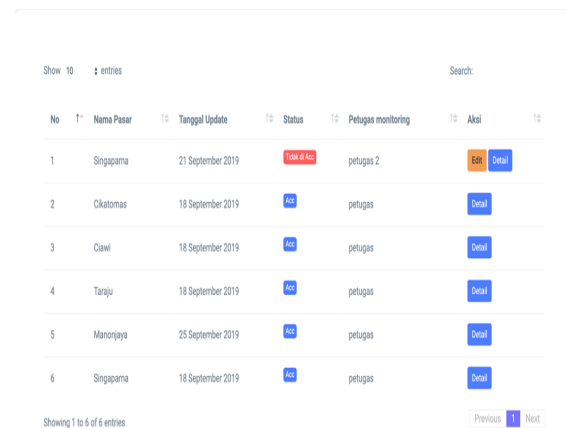 Show 10 entries
Search:
No Nama Pasar Tanggal Update Status Petugas monitoring Aksi
1 Singaparna 21 September 2019 Tidak di Acc petugas 2 Edit Detail
2 Cikatomas 18 September 2019 Acc petugas Detail
3 Ciawi 18 September 2019 Acc petugas Detail
4 Taraju 18 September 2019 Acc petugas Detail
5 Manonjaya 25 September 2019 Acc petugas Detail
6 Singaparna 18 September 2019 Acc petugas Detail
Showing 1 to 6 of 6 entries
Previous 1 Next